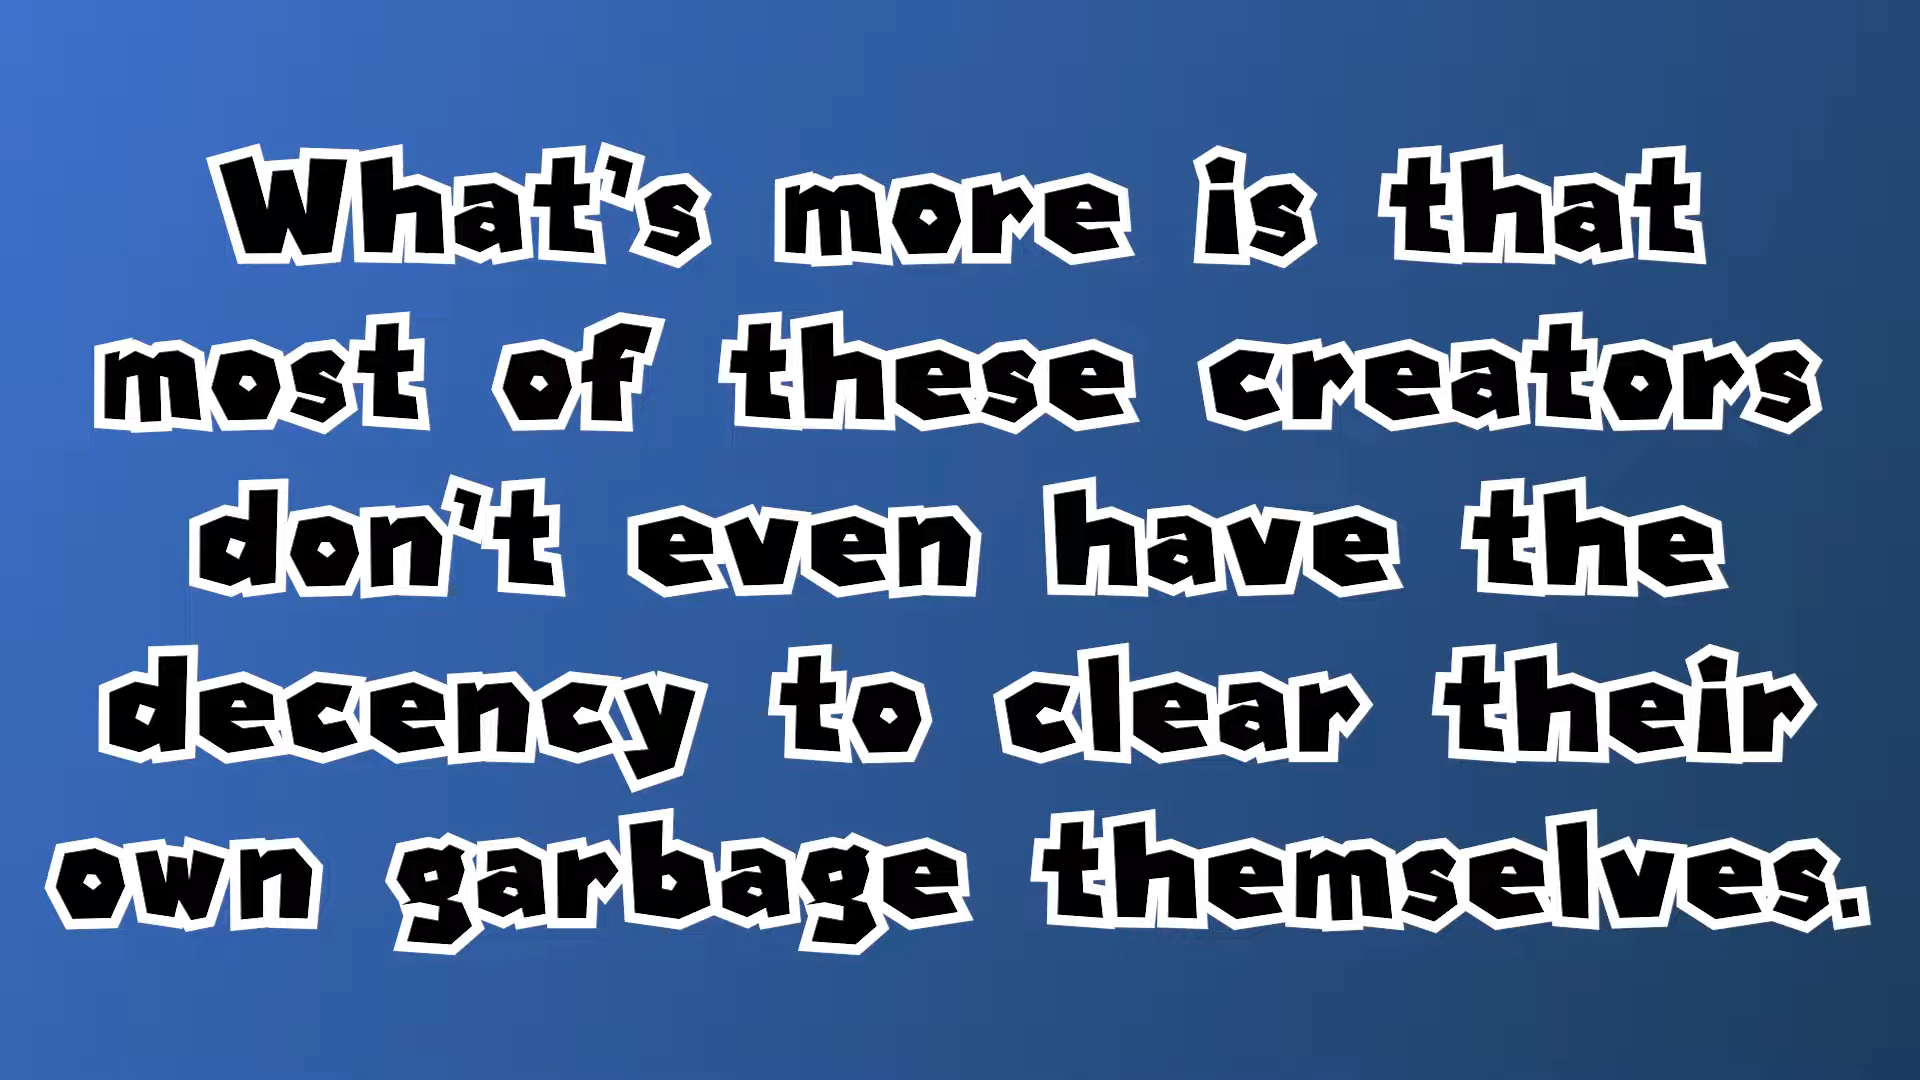 What's more is that
most of these creators
don't even have the
decency to clear their
own garbage themselves.